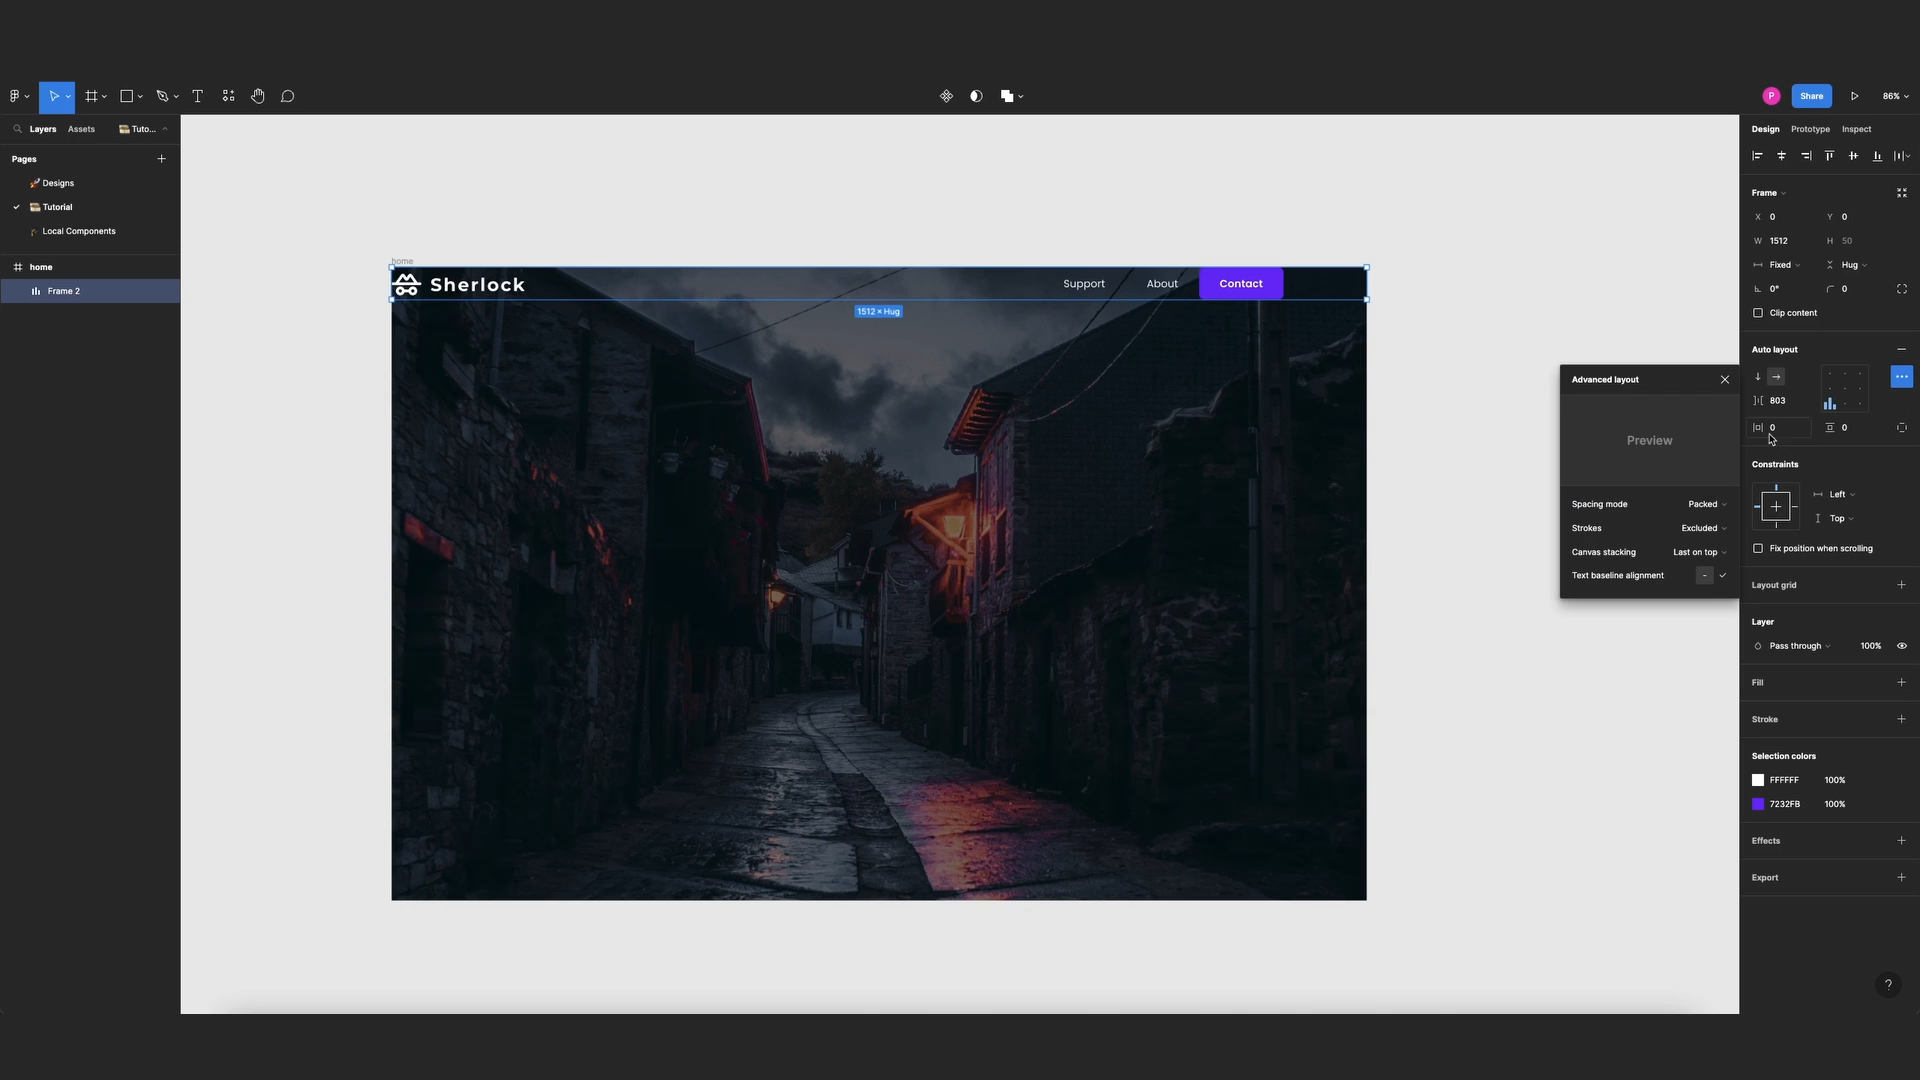 P
Share
86%
Layers
Assets
Tuto...
Pages
Designs
Tutorial
Local Components
home
Frame 2
home
Sherlock
Support
About
Contact
1512 × Hug
Advanced layout
Preview
Spacing mode
Packed
Strokes
Excluded
Canvas stacking
Last on top
Text baseline alignment
-
Design
Prototype
Inspect
Frame
X 0
Y 0
W 1512
H 50
Fixed
Hug
0°
0
Clip content
Auto layout
803
0
0
Constraints
Left
Top
Fix position when scrolling
Layout grid
Layer
Pass through
100%
Fill
Stroke
Selection colors
FFFFFF 100%
7232FB 100%
Effects
Export
?